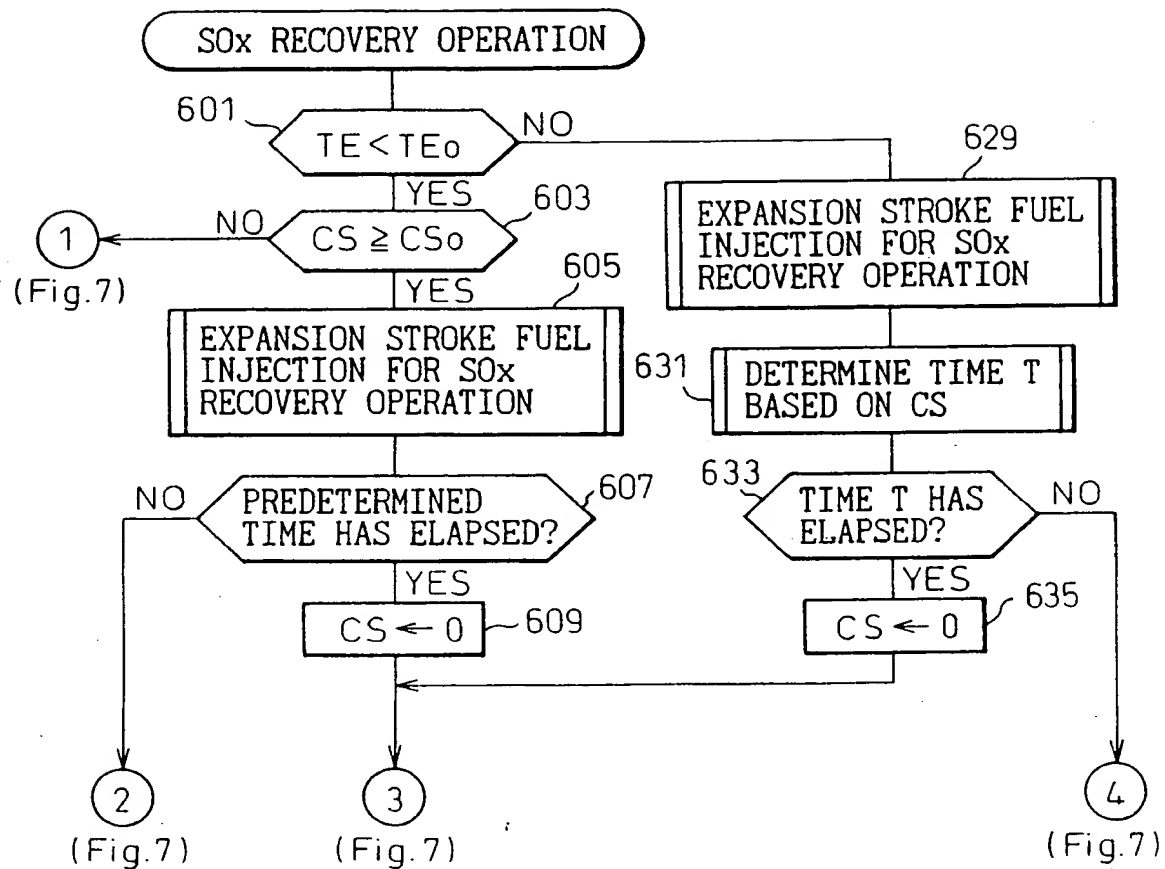 SOx RECOVERY OPERATION
601
TE < TEo
NO
YES
603
NO
CS ≧ CSo
YES
1
(Fig.7)
605
EXPANSION STROKE FUEL
INJECTION FOR SOx
RECOVERY OPERATION
629
EXPANSION STROKE FUEL
INJECTION FOR SOx
RECOVERY OPERATION
631
DETERMINE TIME T
BASED ON CS
NO
PREDETERMINED
TIME HAS ELAPSED?
607
YES
CS ← 0
609
633
TIME T HAS
ELAPSED?
NO
YES
CS ← 0
635
2
(Fig.7)
3
(Fig.7)
4
(Fig.7)